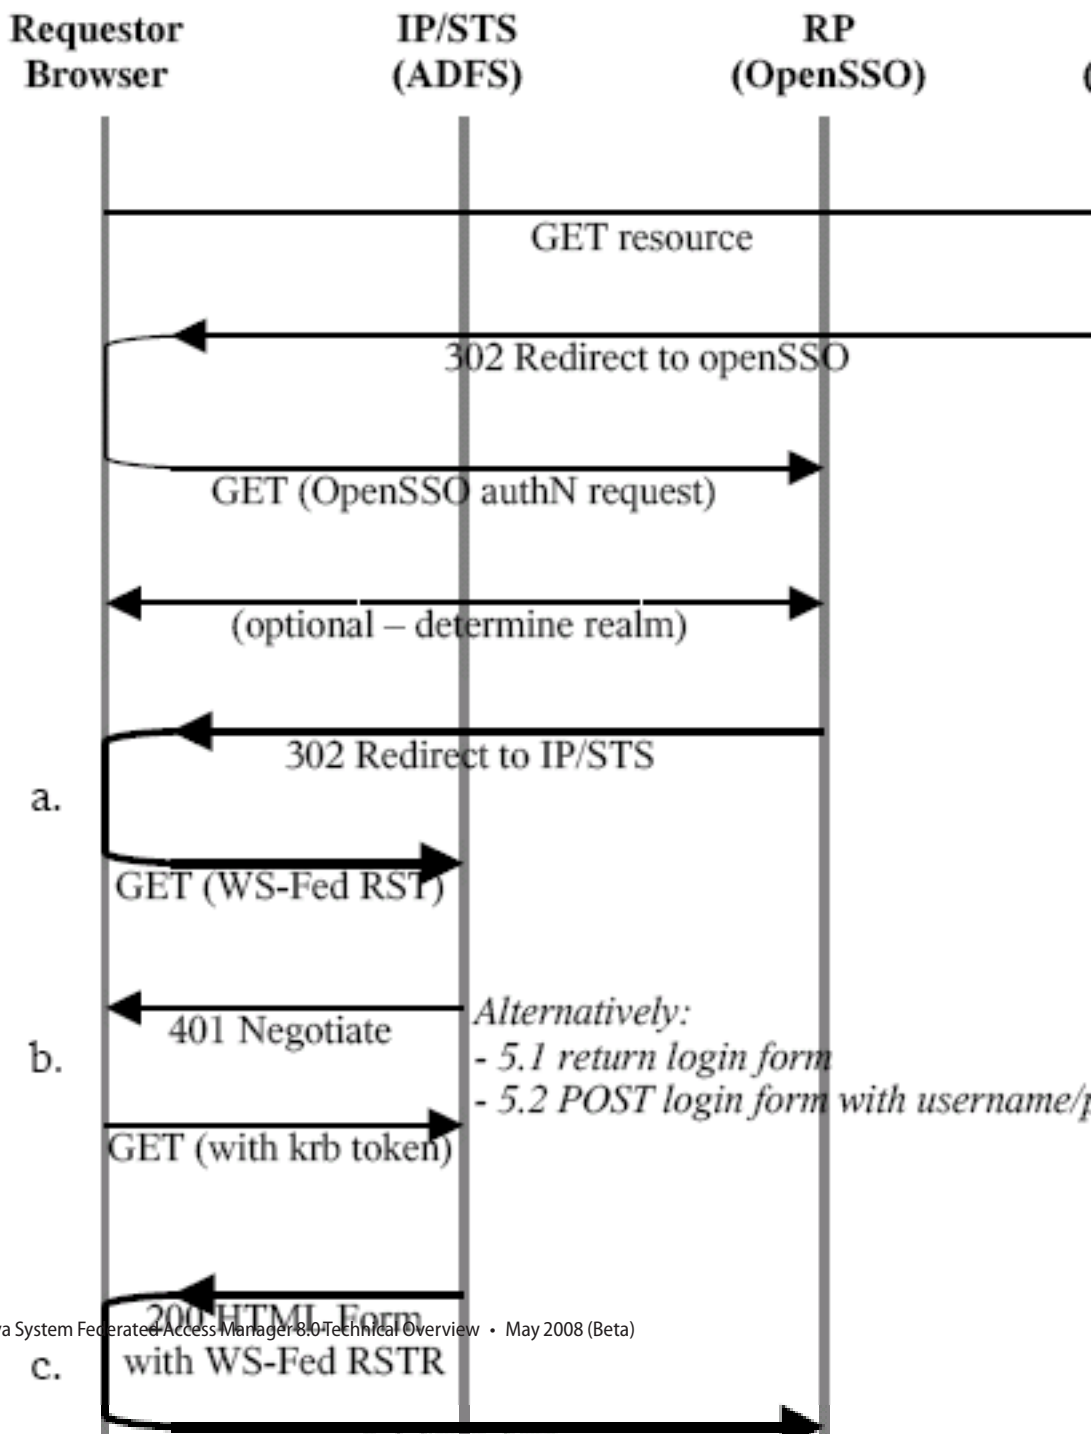 Requestor IP/STS RP
Browser (ADFS) (OpenSSO) (
GET resource
302 Redirect to openSSO
GET (OpenSSO authN request)
(optional – determine realm)
302 Redirect to IP/STS
a.
GET (WS-Fed RST)
401 Negotiate
Alternatively:
- 5.1 return login form
- 5.2 POST login form with username/p
b.
GET (with krb token)
200 HTML Form
va System Federated Access Manager 8.0 Technical Overview • May 2008 (Beta)
with WS-Fed RSTR
c.